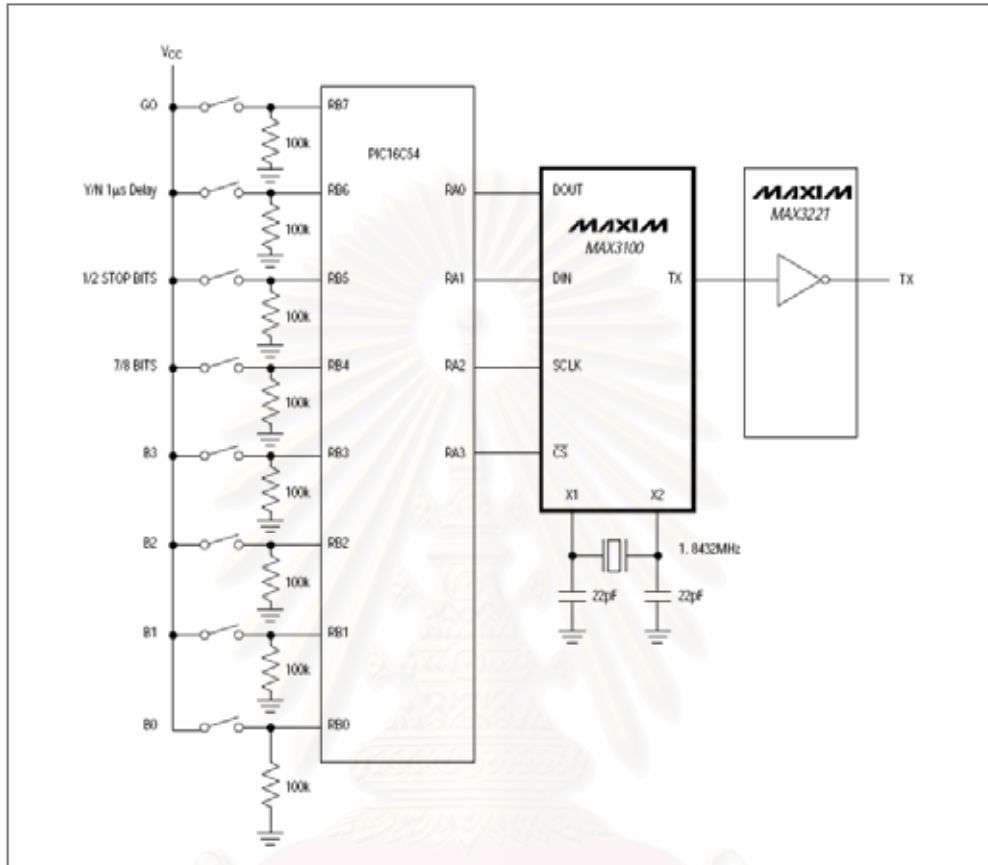 Vcc
GO
RB7
100k
PIC16C54
Y/N 1µs Delay
RB6
RA0
DOUT
MAXIM
MAX3100
MAXIM
MAX3221
100k
1/2 STOP BITS
RB5
RA1
DIN
TX
TX
100k
7/8 BITS
RB4
RA2
SCLK
100k
B3
RB3
RA3
CS
100k
X1
X2
B2
RB2
1.8432MHz
100k
22pF
22pF
B1
RB1
100k
B0
RB0
100k